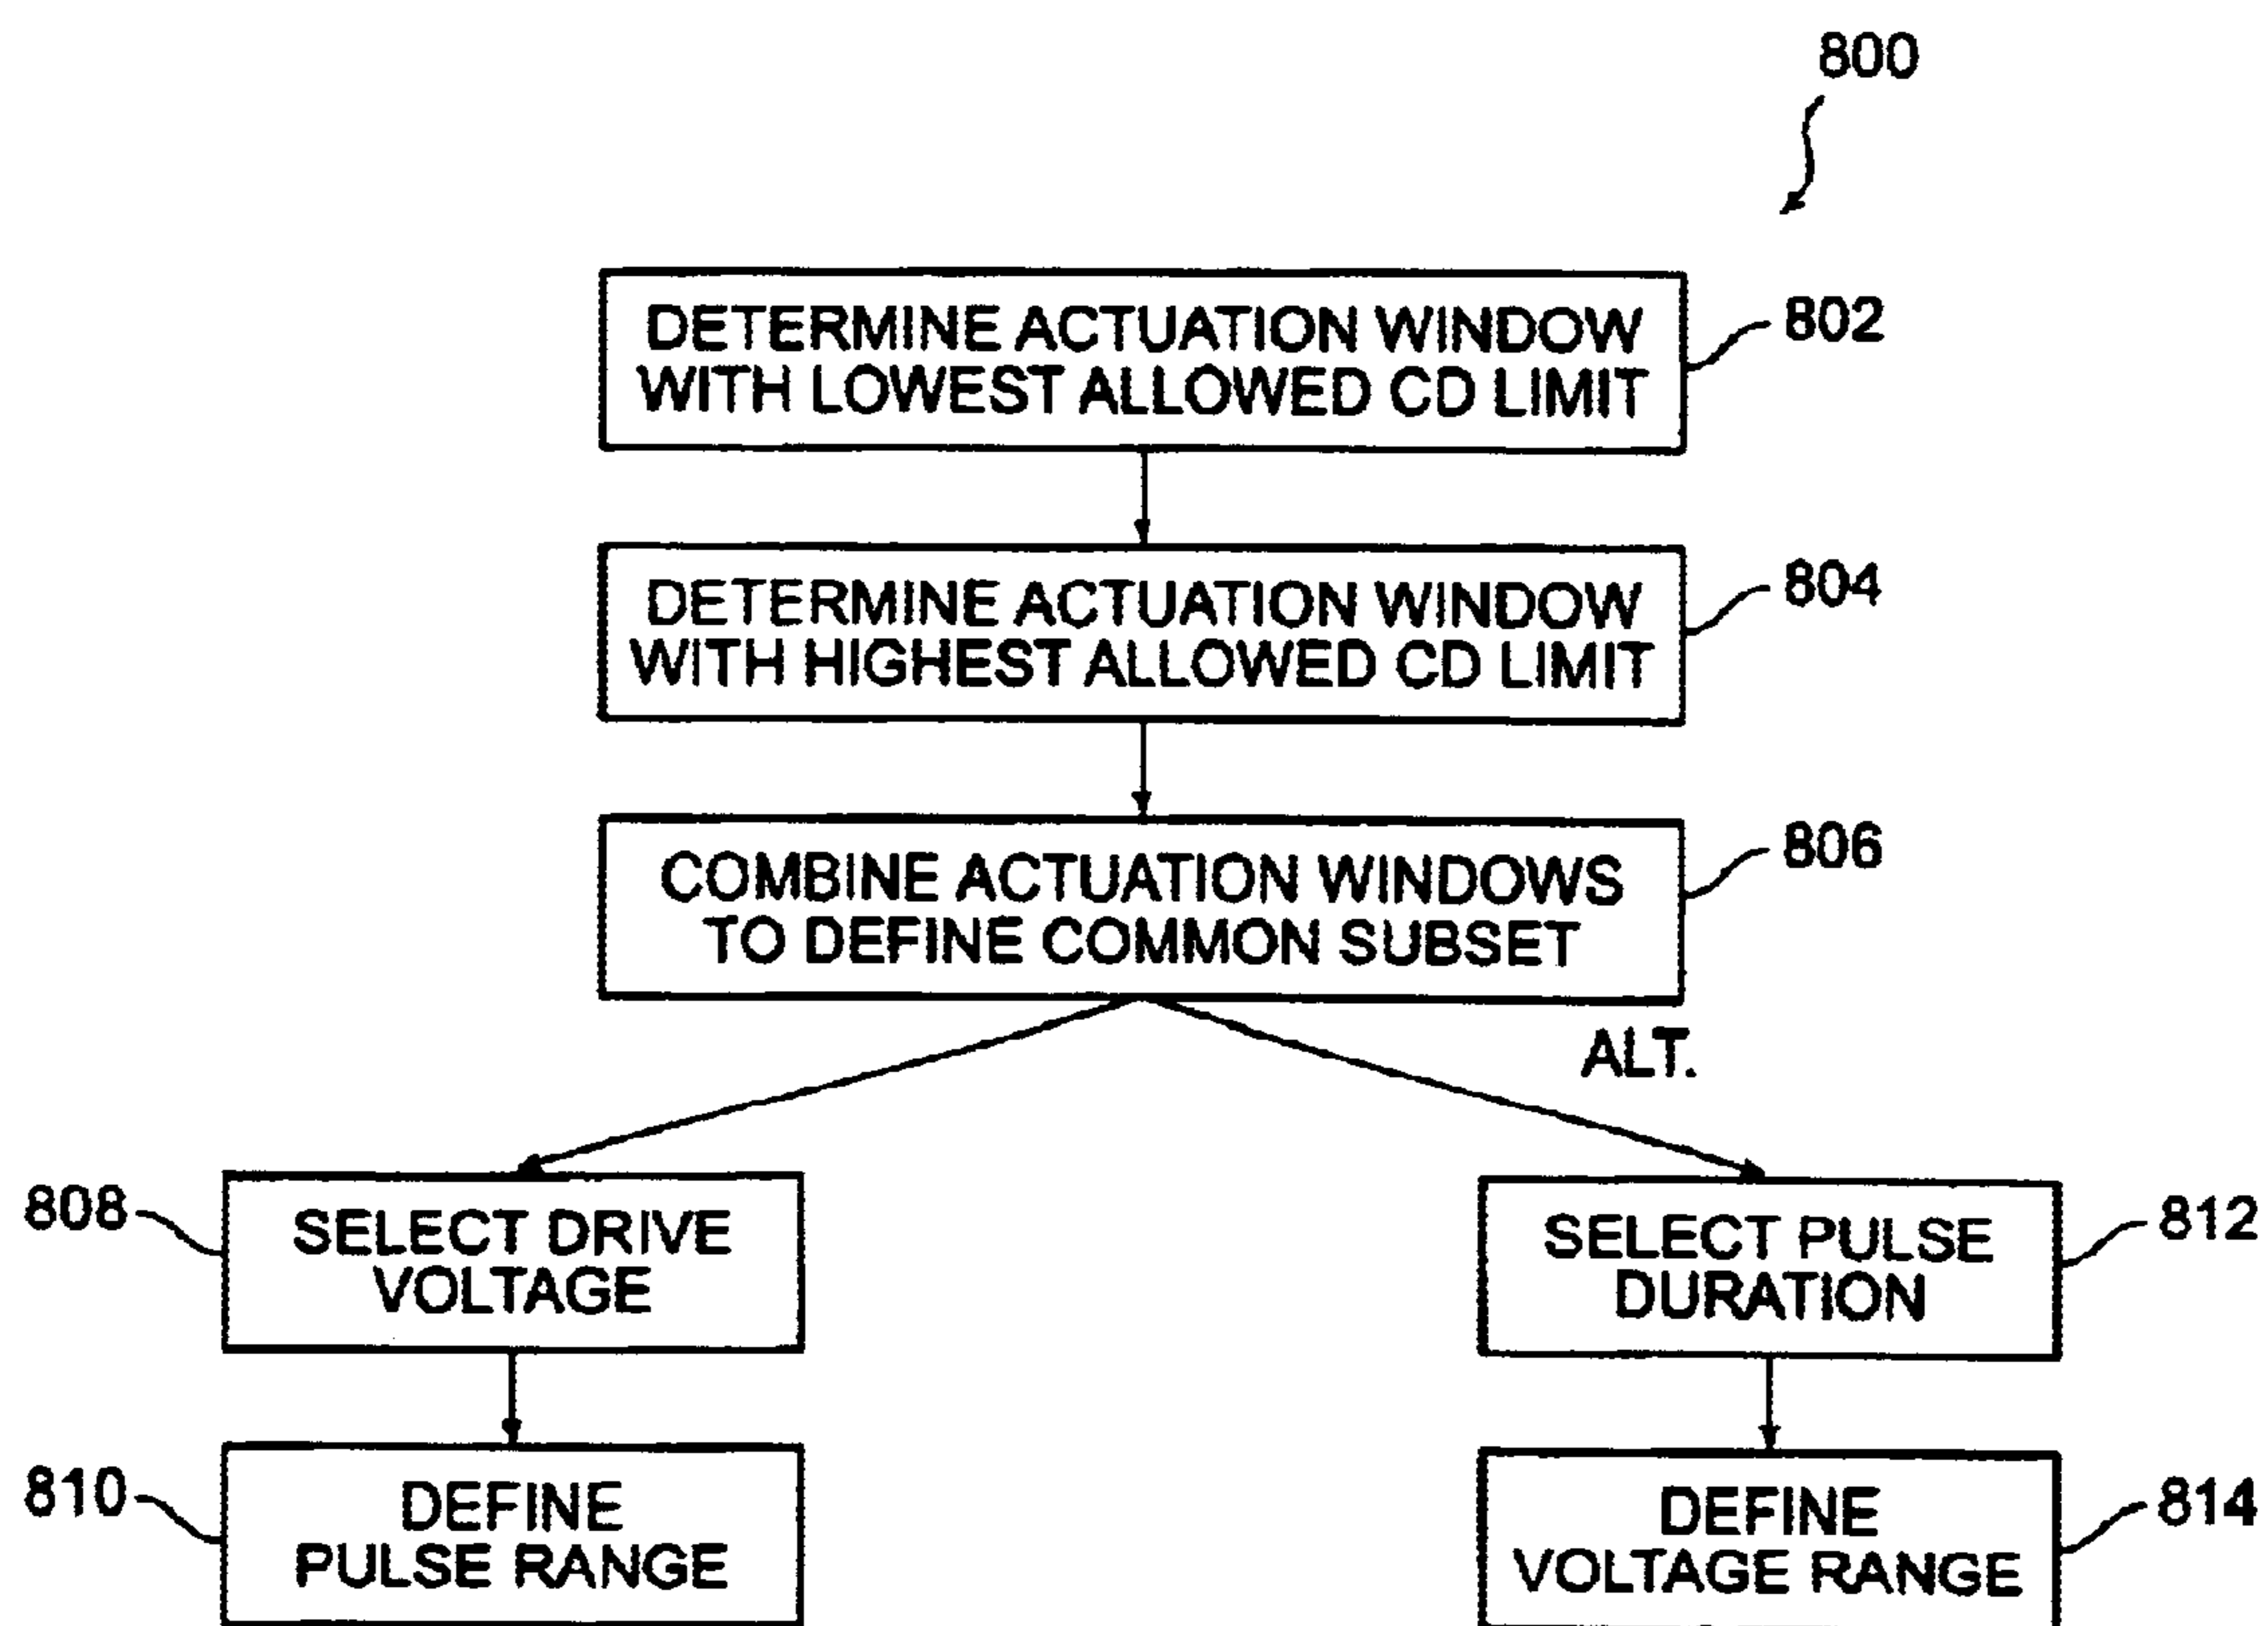 800
DETERMINE ACTUATION WINDOW
WITH LOWEST ALLOWED CD LIMIT
802
DETERMINE ACTUATION WINDOW
WITH HIGHEST ALLOWED CD LIMIT
804
COMBINE ACTUATION WINDOWS
TO DEFINE COMMON SUBSET
806
ALT.
808
SELECT DRIVE
VOLTAGE
SELECT PULSE
DURATION
812
810
DEFINE
PULSE RANGE
DEFINE
VOLTAGE RANGE
814